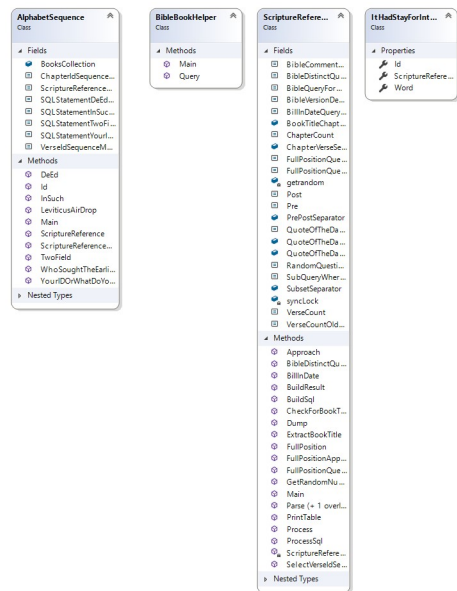 AlphabetSequence
Class
Fields
BooksCollection
ChapterIdSequence...
ScriptureReference...
SQLStatementDeEd...
SQLStatementInSuc...
SQLStatementTwoFi...
SQLStatementYourI...
VerseIdSequenceM...
Methods
DeEd
Id
InSuch
LeviticusAirDrop
Main
ScriptureReference
ScriptureReference...
TwoField
WhoSoughtTheEarli...
YourIDOrWhatDoYo...
Nested Types
BibleBookHelper
Class
Methods
Main
Query
ScriptureRefere...
Class
Fields
BibleComment...
BibleDistinctQu...
BibleQueryFor...
BibleVersionDe...
BillInDateQuery...
BookTitleChapt...
ChapterCount
ChapterVerseSe...
FullPositionQue...
FullPositionQue...
getrandom
Post
Pre
PrePostSeparator
QuoteOfTheDa...
QuoteOfTheDa...
QuoteOfTheDa...
RandomQuesti...
SubQueryWher...
SubsetSeparator
syncLock
VerseCount
VerseCountOld...
Methods
Approach
BibleDistinctQu...
BillInDate
BuildResult
BuildSql
CheckForBookT...
Dump
ExtractBookTitle
FullPosition
FullPositionApp...
FullPositionQue...
GetRandomNu...
Main
Parse (+ 1 overl...
PrintTable
Process
ProcessSql
ScriptureRefere...
SelectVerseIdSe...
Nested Types
ItHadStayForInt...
Class
Properties
Id
ScriptureRefere...
Word